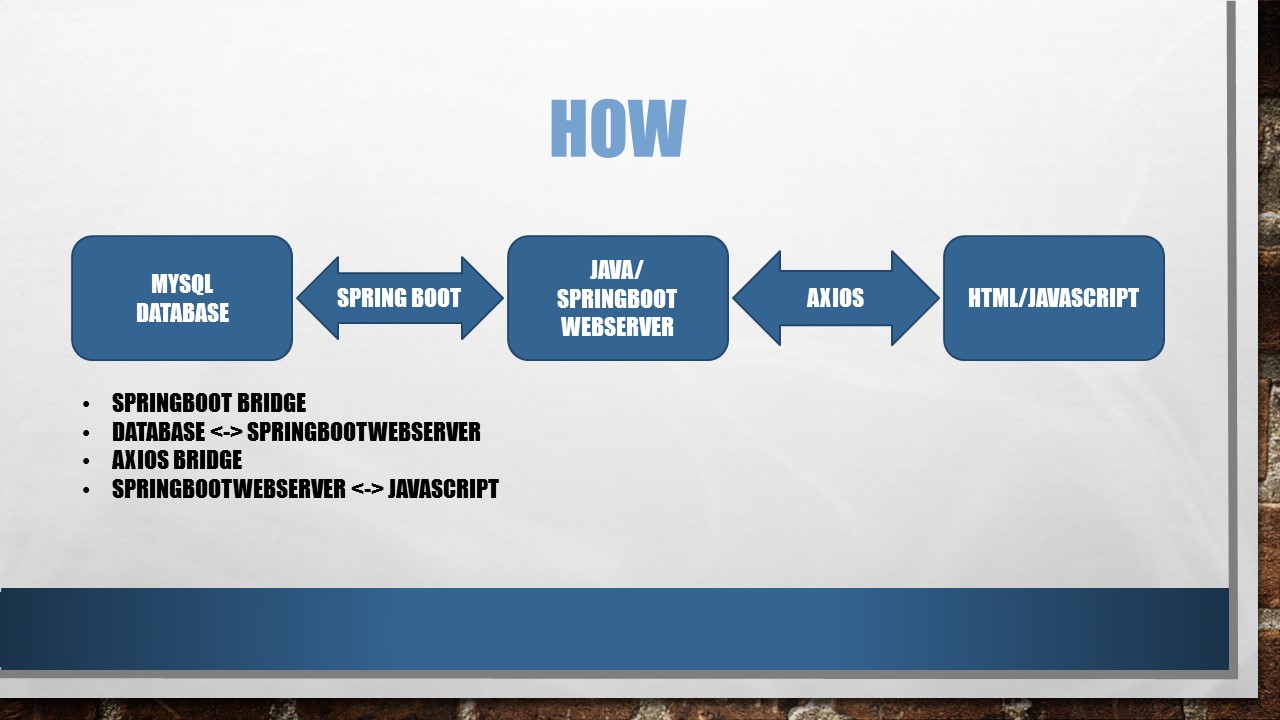 HOW
MYSQL
DATABASE
SPRING BOOT
JAVA/
SPRINGBOOT
WEBSERVER
AXIOS
HTML/JAVASCRIPT
• SPRINGBOOT BRIDGE
• DATABASE <-> SPRINGBOOTWEBSERVER
• AXIOS BRIDGE
• SPRINGBOOTWEBSERVER <-> JAVASCRIPT